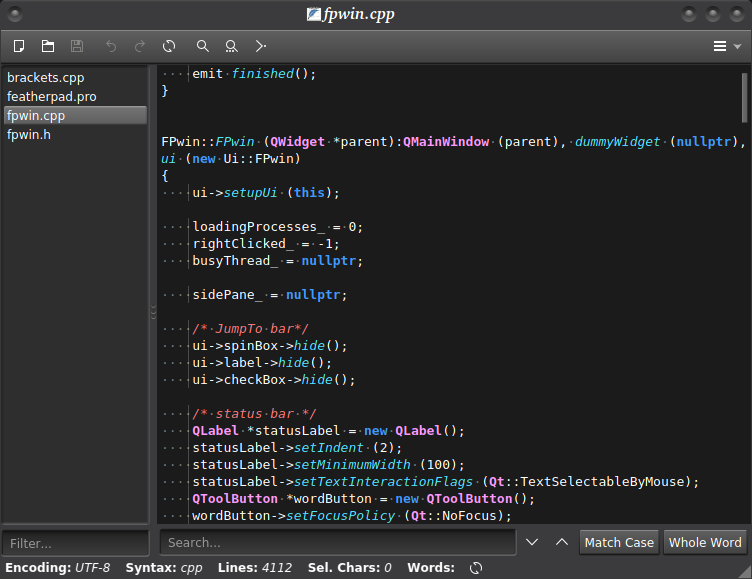 fpwin.cpp
brackets.cpp
featherpad.pro
fpwin.cpp
fpwin.h
emit finished();
}
FPwin::FPwin (QWidget *parent):QMainWindow (parent), dummyWidget (nullptr),
ui (new Ui::FPwin)
{
ui->setupUi (this);
loadingProcesses_ = 0;
rightClicked_ = -1;
busyThread_ = nullptr;
sidePane_ = nullptr;
/* JumpTo bar*/
ui->spinBox->hide();
ui->label->hide();
ui->checkBox->hide();
/* status bar */
QLabel *statusLabel = new QLabel();
statusLabel->setIndent (2);
statusLabel->setMinimumWidth (100);
statusLabel->setTextInteractionFlags (Qt::TextSelectableByMouse);
QToolButton *wordButton = new QToolButton();
wordButton->setFocusPolicy (Qt::NoFocus);
Filter...
Search...
Match Case
Whole Word
Encoding: UTF-8 Syntax: cpp Lines: 4112 Sel. Chars: 0 Words: